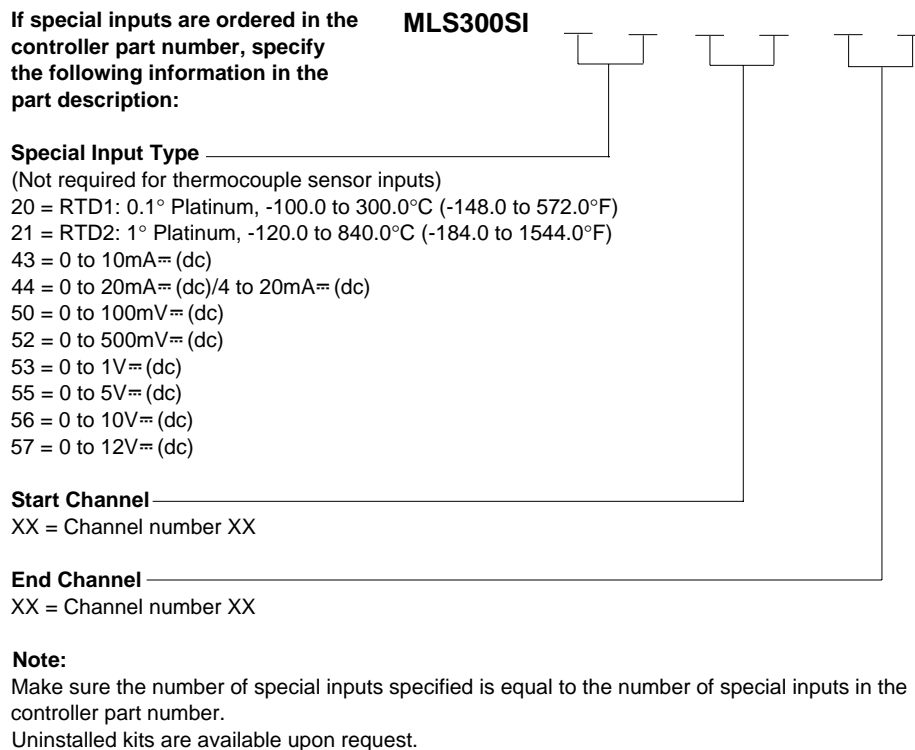 If special inputs are ordered in the
controller part number, specify
the following information in the
part description:
MLS300SI
Special Input Type
(Not required for thermocouple sensor inputs)
20 = RTD1: 0.1° Platinum, -100.0 to 300.0°C (-148.0 to 572.0°F)
21 = RTD2: 1° Platinum, -120.0 to 840.0°C (-184.0 to 1544.0°F)
43 = 0 to 10mA⎓ (dc)
44 = 0 to 20mA⎓ (dc)/4 to 20mA⎓ (dc)
50 = 0 to 100mV⎓ (dc)
52 = 0 to 500mV⎓ (dc)
53 = 0 to 1V⎓ (dc)
55 = 0 to 5V⎓ (dc)
56 = 0 to 10V⎓ (dc)
57 = 0 to 12V⎓ (dc)
Start Channel
XX = Channel number XX
End Channel
XX = Channel number XX
Note:
Make sure the number of special inputs specified is equal to the number of special inputs in the
controller part number.
Uninstalled kits are available upon request.